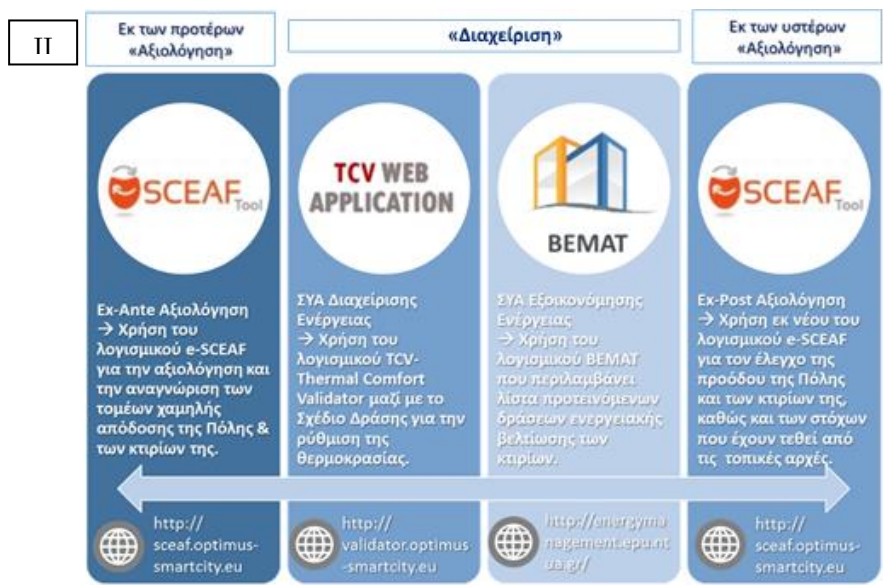 π
Εκ των προτέρων
«Αξιολόγηση»
«Διαχείριση»
Εκ των υστέρων
«Αξιολόγηση»
SCEAF
Tool
Ex-Ante Αξιολόγηση
→ Χρήση του
λογισμικού e-SCEAF
για την αξιολόγηση και
την αναγνώριση των
τομέων χαμηλής
απόδοσης της Πόλης &
των κτιρίων της.
http://
sceaf.optimus-
smartcity.eu
TCV WEB
APPLICATION
ΣΥΑ Διαχείρισης
Ενέργειας
→ Χρήση του
λογισμικού TCV-
Thermal Comfort
Validator μαζί με το
Σχέδιο Δράσης για την
ρύθμιση της
θερμοκρασίας.
http://
validator.optimus
-smartcity.eu
BEMAT
ΣΥΑ Εξοικονόμησης
Ενέργειας
→ Χρήση του
λογισμικού BEMAT
που περιλαμβάνει
λίστα προτεινόμενων
δράσεων ενεργειακής
βελτίωσης των
κτιρίων.
http://energyma
nagement.epu.nt
ua.gr/
SCEAF
Tool
Ex-Post Αξιολόγηση
→ Χρήση εκ νέου του
λογισμικού e-SCEAF
για τον έλεγχο της
προόδου της Πόλης
και των κτιρίων της,
καθώς και των στόχων
που έχουν τεθεί από
τις τοπικές αρχές.
http://
sceaf.optimus-
smartcity.eu